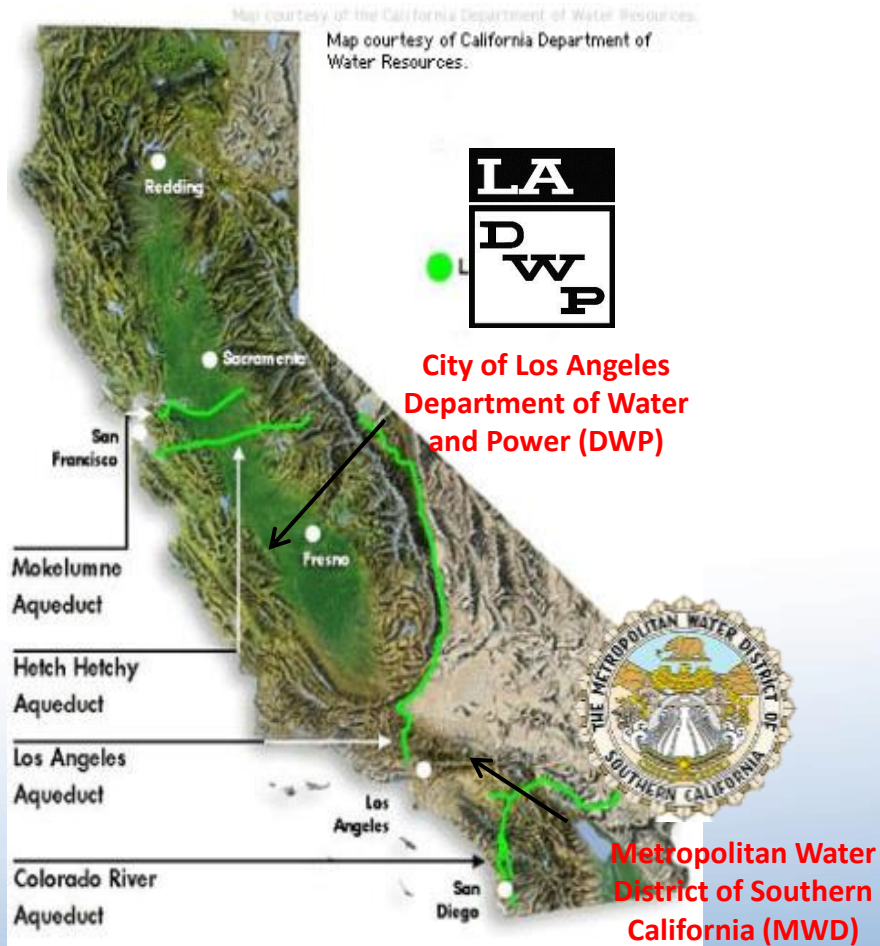 Map courtesy of the California Department of Water Resources.
Map courtesy of California Department of
Water Resources.
Redding
LA
D
W
P
L
City of Los Angeles
Department of Water
and Power (DWP)
Sacramento
San
Francisco
Fresno
Mokelumne
Aqueduct
Hetch Hetchy
Aqueduct
Los Angeles
Aqueduct
Los
Angeles
THE METROPOLITAN WATER DISTRICT OF
SOUTHERN CALIFORNIA
Metropolitan Water
District of Southern
California (MWD)
Colorado River
Aqueduct
San
Diego